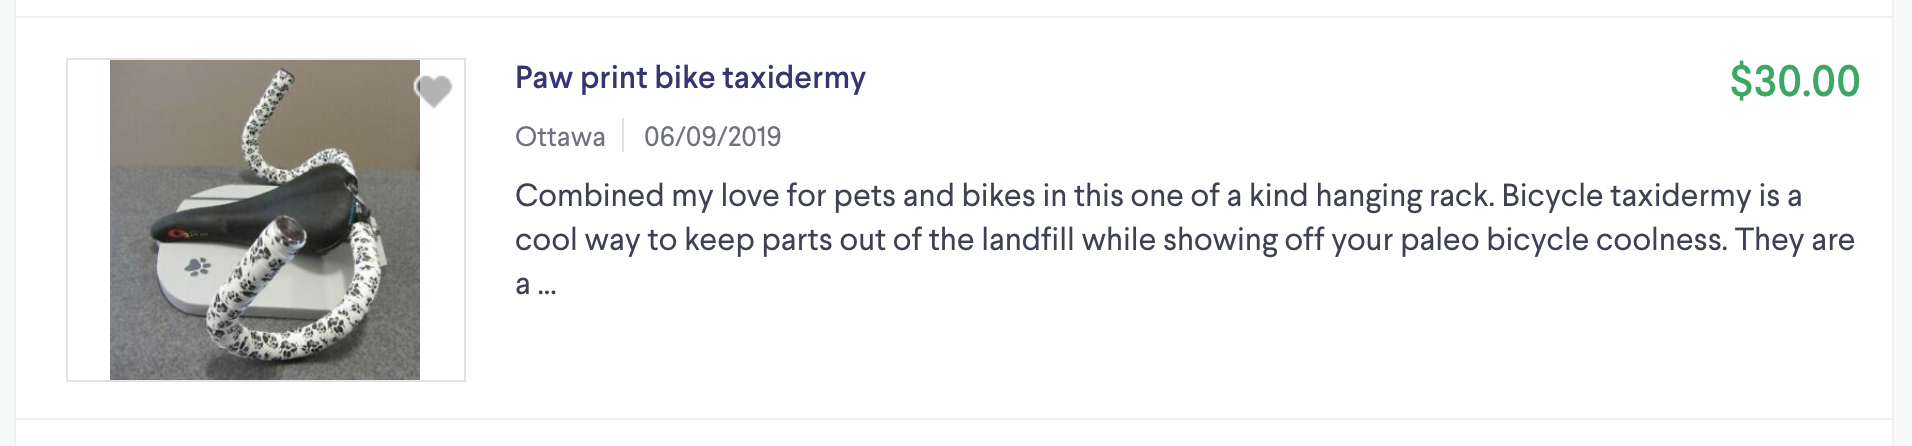 Paw print bike taxidermy
$30.00
Ottawa
06/09/2019
Combined my love for pets and bikes in this one of a kind hanging rack. Bicycle taxidermy is a
cool way to keep parts out of the landfill while showing off your paleo bicycle coolness. They are
a ...